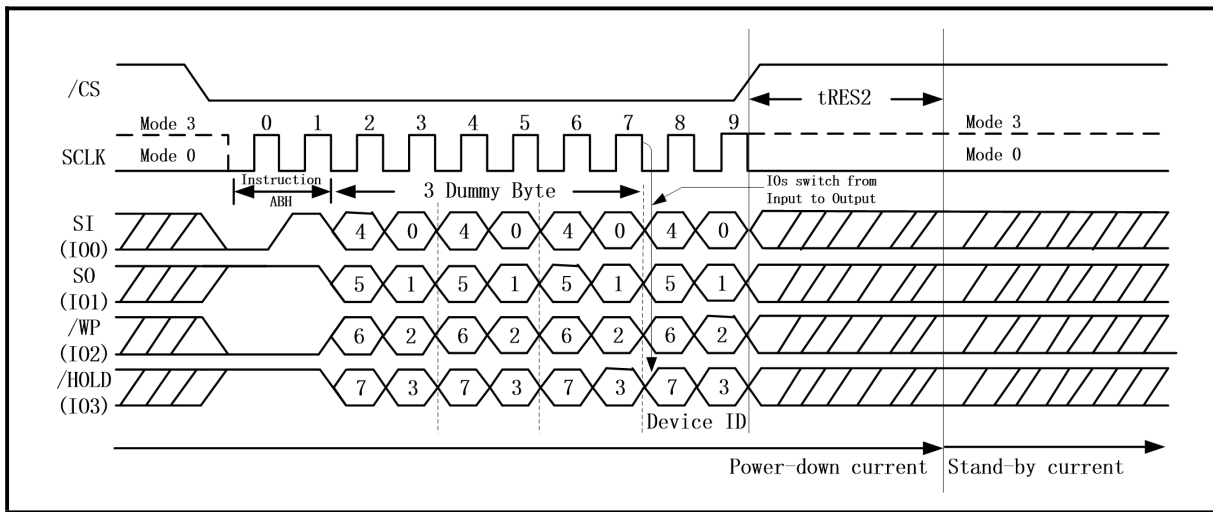 /CS
tRES2
Mode 3 0 1 2 3 4 5 6 7 8 9 Mode 3
SCLK Mode 0 Mode 0
Instruction
ABH
3 Dummy Byte
IOs switch from
Input to Output
SI
(IO0)
4 0 4 0 4 0 4 0
SO
(IO1)
5 1 5 1 5 1 5 1
/WP
(IO2)
6 2 6 2 6 2 6 2
/HOLD
(IO3)
7 3 7 3 7 3 7 3
Device ID
Power-down current Stand-by current